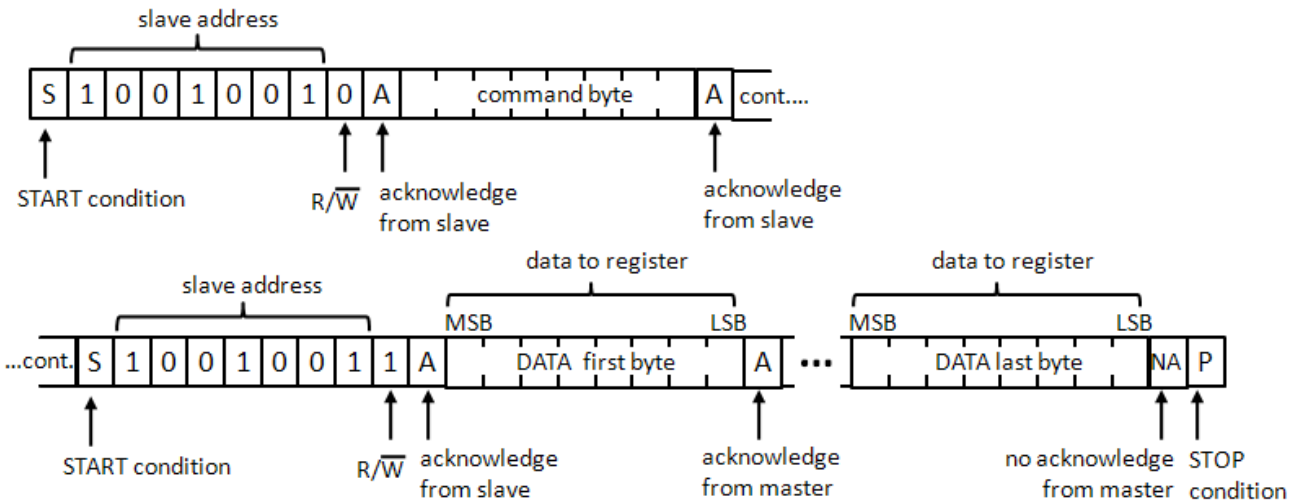 slave address
S 1 0 0 1 0 0 1 0 A command byte A cont....
START condition R/W̅ acknowledge from slave acknowledge from slave
data to register data to register
slave address
MSB LSB MSB LSB
...cont. S 1 0 0 1 0 0 1 1 A DATA first byte A ... DATA last byte NA P
START condition R/W̅ acknowledge from slave acknowledge from master no acknowledge from master STOP condition